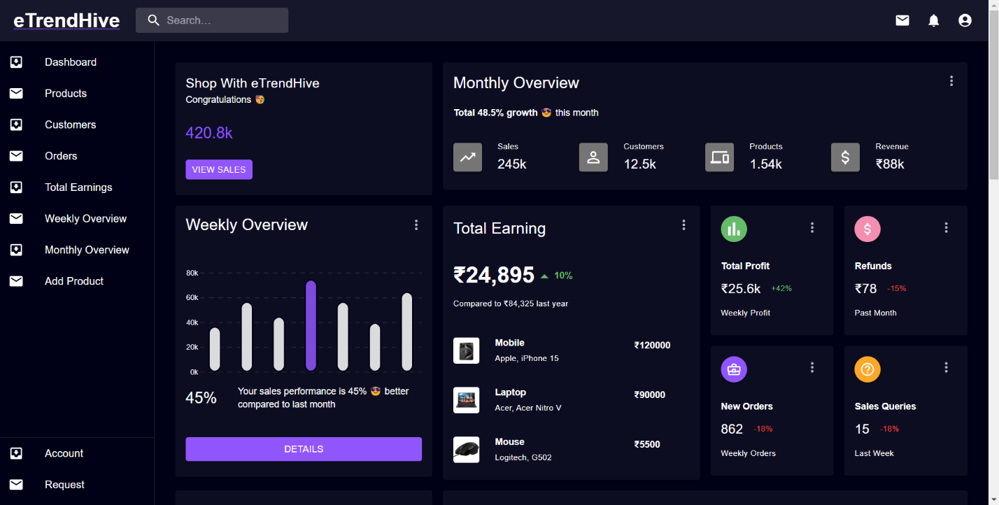 eTrendHive
Search…
Dashboard
Products
Customers
Orders
Total Earnings
Weekly Overview
Monthly Overview
Add Product
Account
Request
Shop With eTrendHive
Congratulations 🥳
420.8k
VIEW SALES
Monthly Overview
Total 48.5% growth 😎 this month
Sales
245k
Customers
12.5k
Products
1.54k
Revenue
₹88k
Weekly Overview
80k
60k
40k
20k
0k
45%
Your sales performance is 45% 😎 better
compared to last month
DETAILS
Total Earning
₹24,895 10%
Compared to ₹84,325 last year
Mobile
Apple, iPhone 15
₹120000
Laptop
Acer, Acer Nitro V
₹90000
Mouse
Logitech, G502
₹5500
Total Profit
₹25.6k +42%
Weekly Profit
Refunds
₹78 -15%
Past Month
New Orders
862 -18%
Weekly Orders
Sales Queries
15 -18%
Last Week